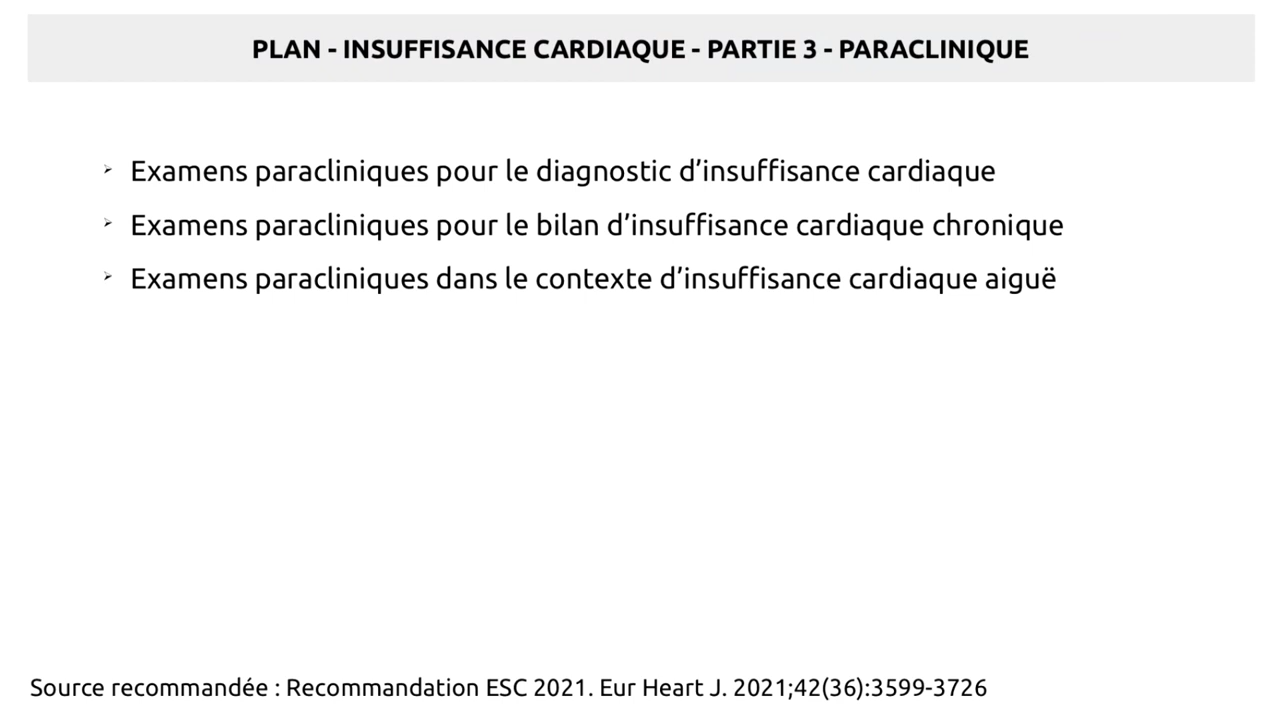 PLAN - INSUFFISANCE CARDIAQUE - PARTIE 3 - PARACLINIQUE
➢ Examens paracliniques pour le diagnostic d’insuffisance cardiaque
➢ Examens paracliniques pour le bilan d’insuffisance cardiaque chronique
➢ Examens paracliniques dans le contexte d’insuffisance cardiaque aiguë
Source recommandée : Recommandation ESC 2021. Eur Heart J. 2021;42(36):3599-3726